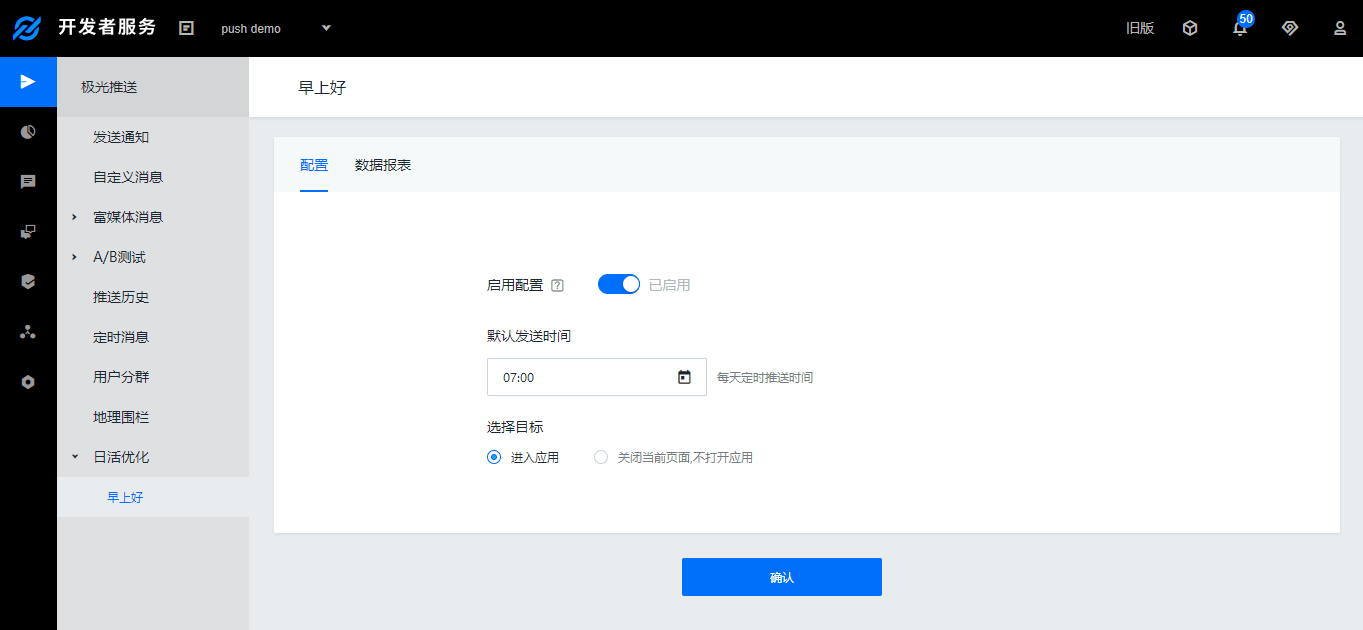 开发者服务
push demo
旧版
50
极光推送
早上好
发送通知
自定义消息
富媒体消息
A/B测试
推送历史
定时消息
用户分群
地理围栏
日活优化
早上好
配置
数据报表
启用配置 ?
已启用
默认发送时间
07:00
每天定时推送时间
选择目标
进入应用
关闭当前页面,不打开应用
确认